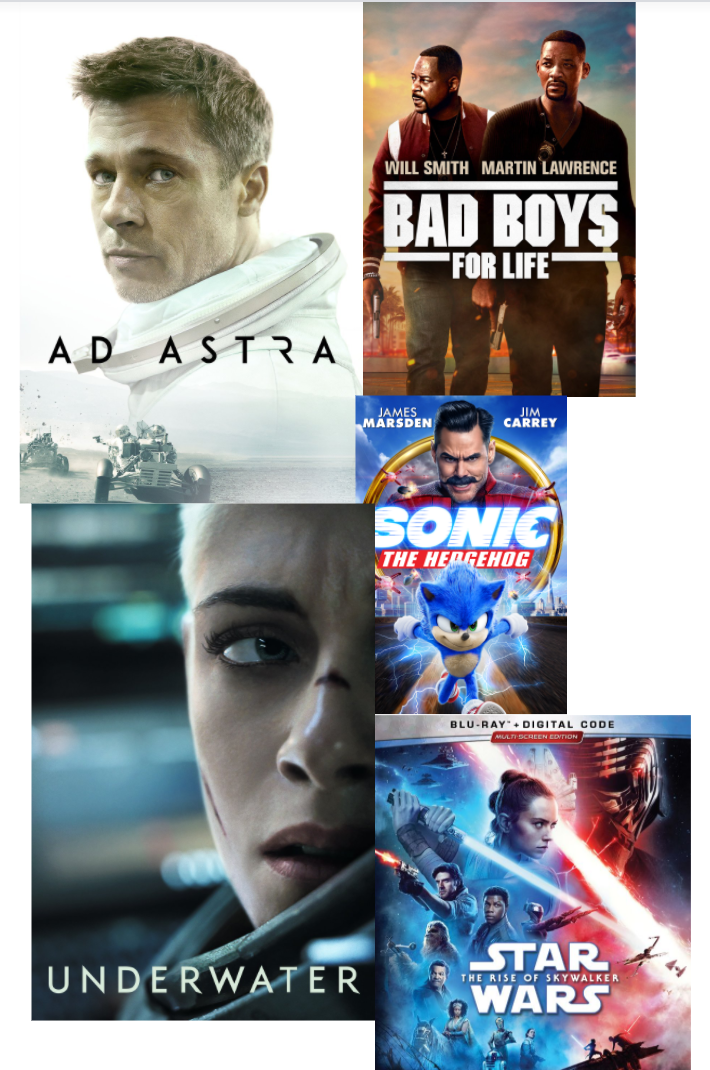 AD ASTRA
WILL SMITH MARTIN LAWRENCE
BAD BOYS
FOR LIFE
JAMES MARSDEN
JIM CARREY
SONIC
THE HEDGEHOG
UNDERWATER
BLU-RAY™ + DIGITAL CODE
MULTI-SCREEN EDITION
STAR
THE RISE OF SKYWALKER
WARS